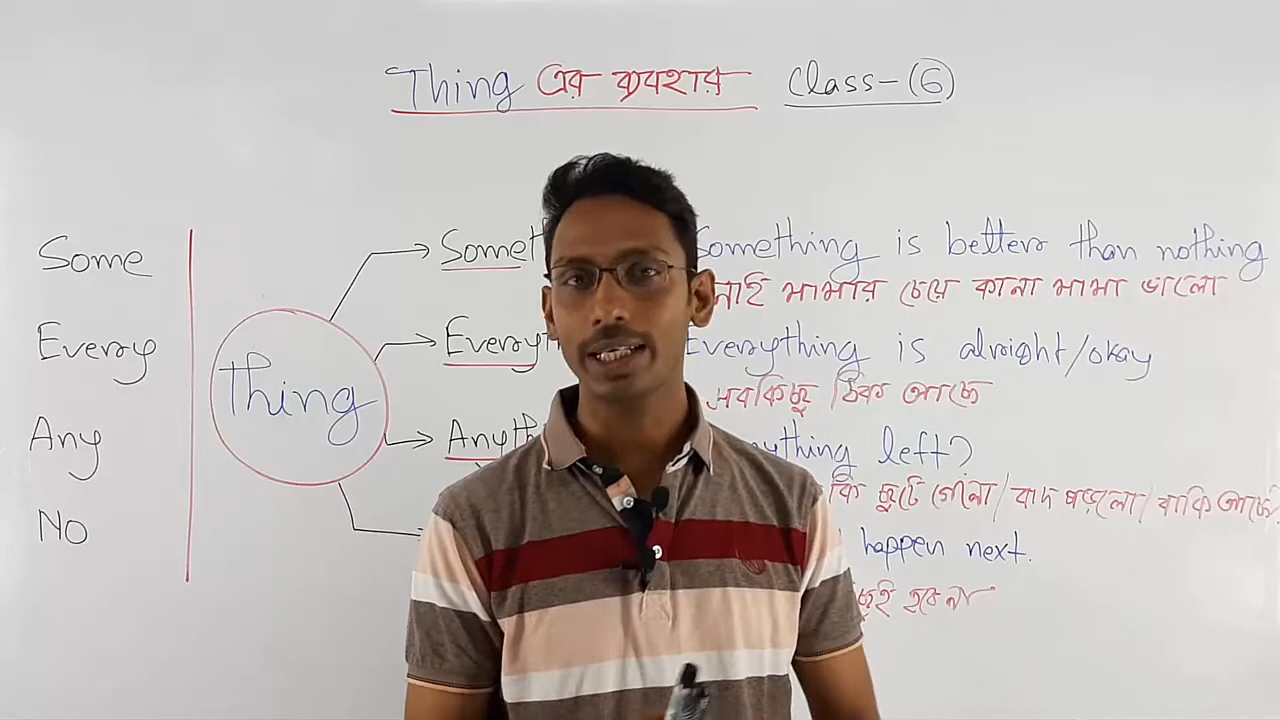 Thing এর ব্যবহার Class-(6)
Some
Every
Any
NO
Thing
Somet
Everyt
Anyth
Something is better than nothing
নাই মামার চেয়ে কানা মামা ভালো
Everything is alright/okay
সবকিছু ঠিক আছে
ything left?
কি ছুটে গেলো/বাদ পড়লো/বাকি আছে
happen next.
হবে না